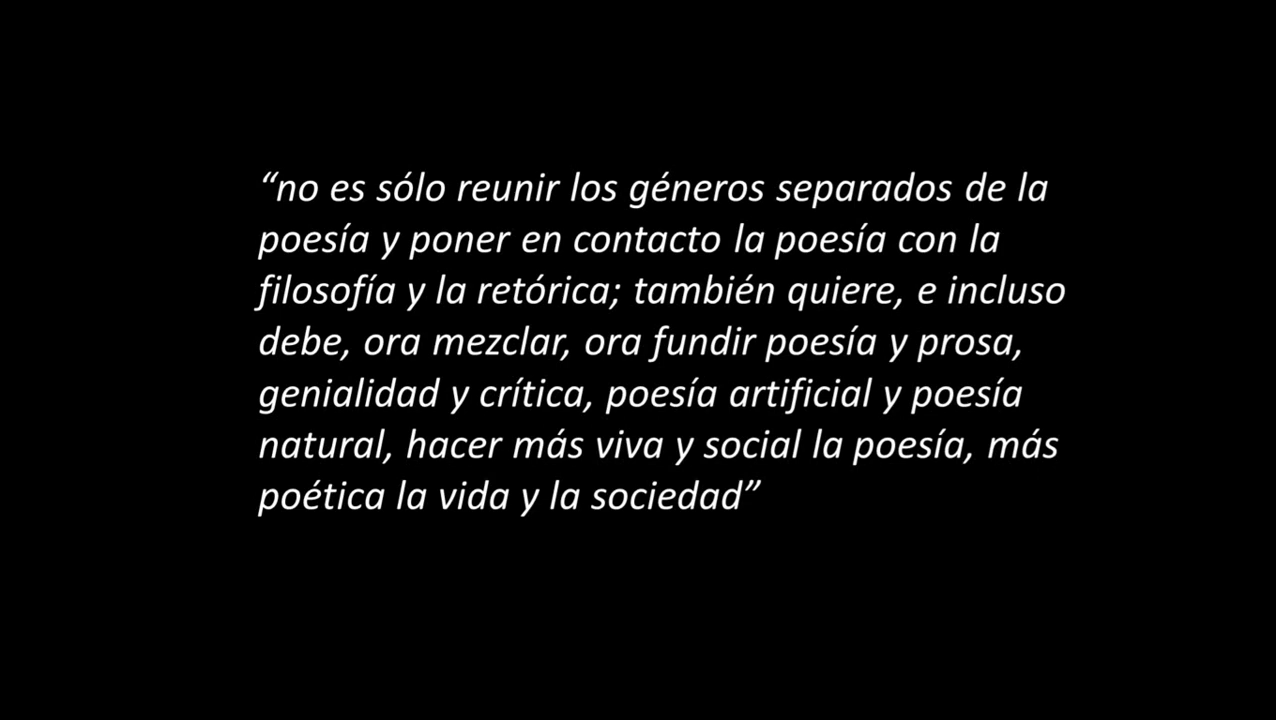 “no es sólo reunir los géneros separados de la
poesía y poner en contacto la poesía con la
filosofía y la retórica; también quiere, e incluso
debe, ora mezclar, ora fundir poesía y prosa,
genialidad y crítica, poesía artificial y poesía
natural, hacer más viva y social la poesía, más
poética la vida y la sociedad”